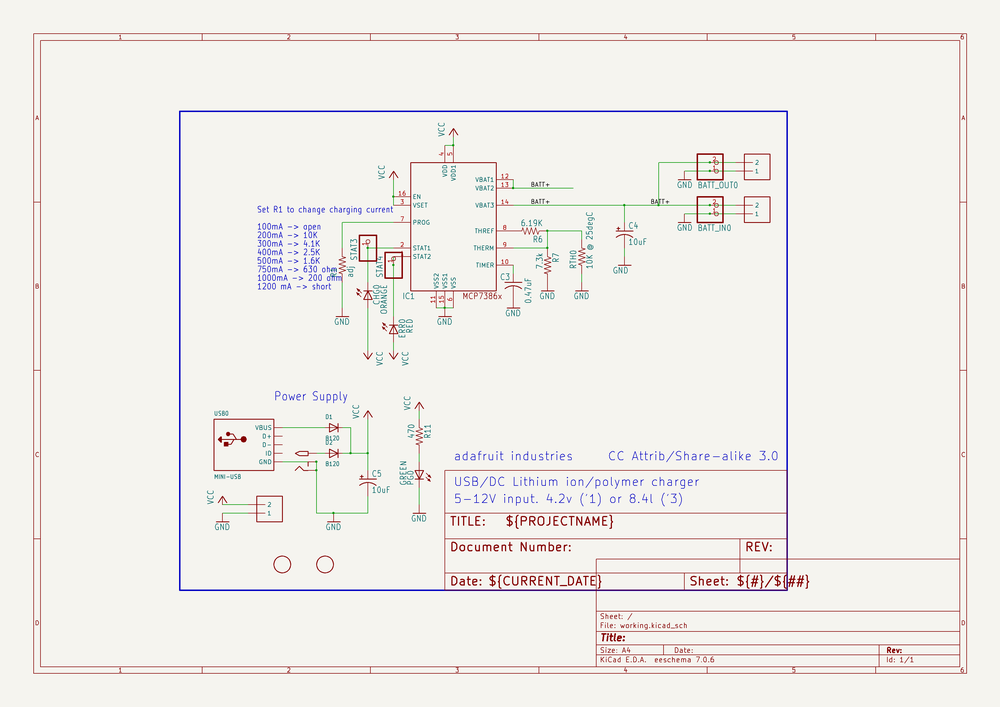 1 2 3 4 5 6
A A
B B
C C
D D
1 2 3 4 5 6
Set R1 to change charging current
100mA -> open
200mA -> 10K
300mA -> 4.1K
400mA -> 2.5K
500mA -> 1.6K
750mA -> 630 ohm
1000mA -> 200 ohm
1200 mA -> short
adj
GND
VCC
VCC
4 5
VDD
VDD1
16 EN
3 VSET
7 PROG
2 STAT1
STAT2
VBAT1 12
VBAT2 13
VBAT3 14
THREF 8
THERM 9
TIMER 10
VSS2
VSS1
VSS
11 15 6
IC1
MCP7386x
GND
STAT3
STAT4
CHG0
ORANGE
ERR0
RED
VCC
VCC
BATT+
BATT+
BATT+
6.19K
R6
7.3k
R7
GND
RTH0
10K @ 25degC
GND
C3
0.47uF
GND
C4
10uF
GND
GND
BATT_OUT0
2
1
GND
BATT_IN0
2
1
Power Supply
USB0
VBUS
D+
D-
ID
GND
MINI-USB
D1
B120
D2
B120
VCC
C5
10uF
GND
VCC
2
1
GND
VCC
470
R11
GREEN
GND
adafruit industries
CC Attrib/Share-alike 3.0
USB/DC Lithium ion/polymer charger
5-12V input. 4.2v ('1) or 8.4l ('3)
TITLE: ${PROJECTNAME}
Document Number:
REV:
Date: ${CURRENT_DATE}
Sheet: ${#}/${##}
Sheet: /
File: working.kicad_sch
Title:
Size: A4
Date:
Rev:
KiCad E.D.A. eeschema 7.0.6
Id: 1/1